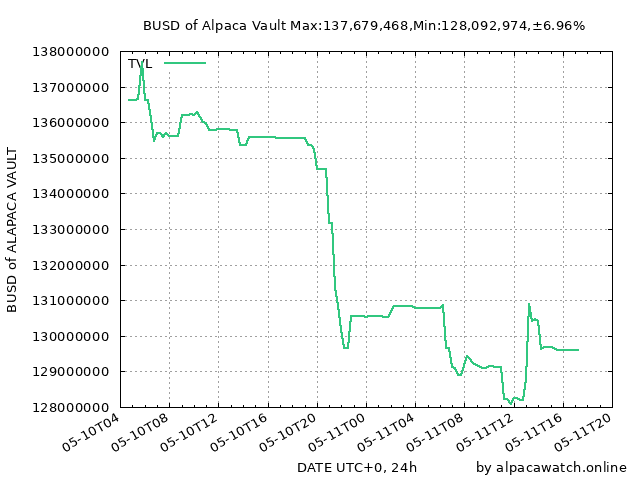 BUSD of Alpaca Vault Max:137,679,468,Min:128,092,974,±6.96%
TVL
138000000
137000000
136000000
135000000
134000000
133000000
132000000
131000000
130000000
129000000
128000000
BUSD of ALAPACA VAULT
05-10T04
05-10T08
05-10T12
05-10T16
05-10T20
05-11T00
05-11T04
05-11T08
05-11T12
05-11T16
05-11T20
DATE UTC+0, 24h
by alpacawatch.online